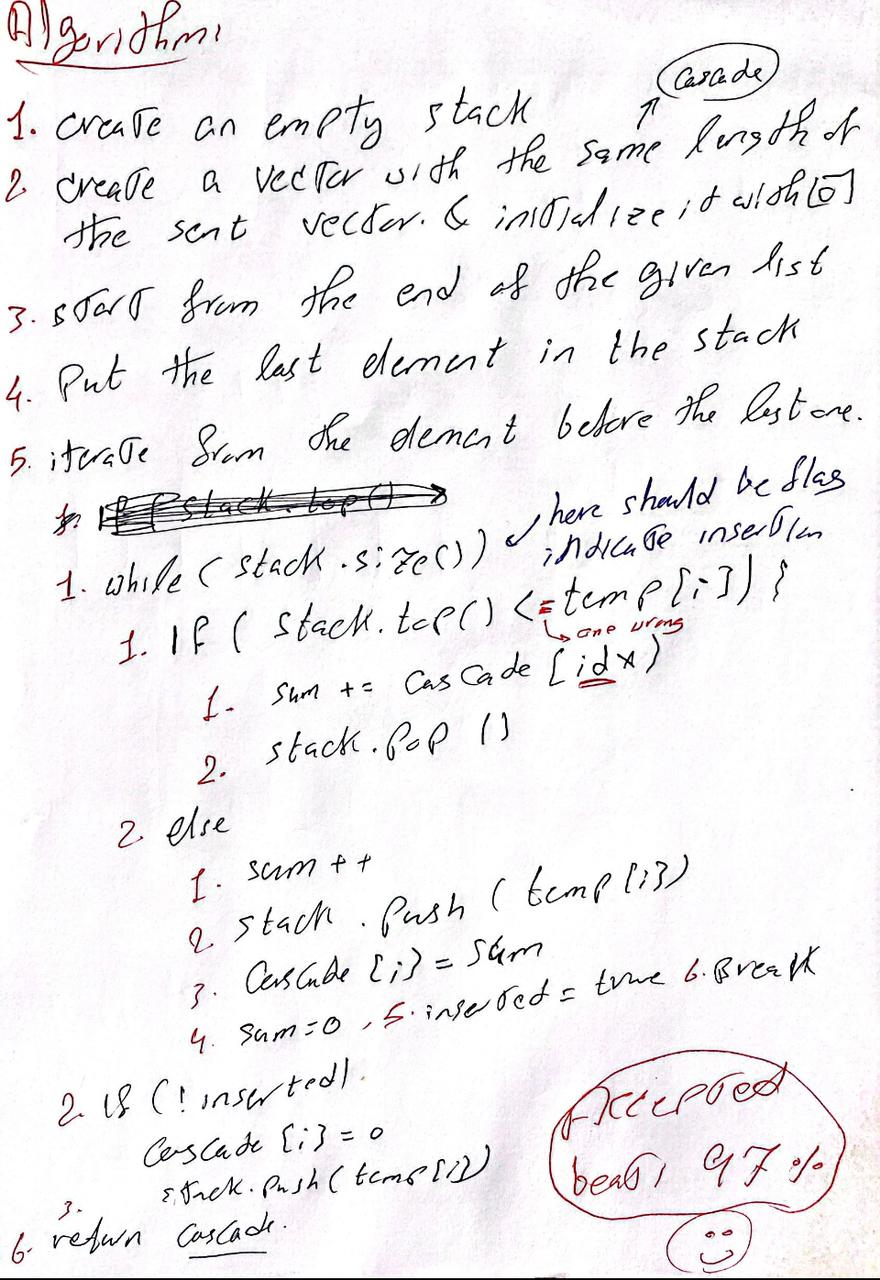 Algorithm:
Cascade
1. create an empty stack
2 create a vector with the same length of
the sent vector. & initialize it with [0]
3. start from the end of the given list
4. Put the last element in the stack
5. iterate from the element before the last one.
1. If ( stack.top()
here should be flag
indicate insertion
1. while ( stack.size())
1. If ( stack.top() <= temp[i]) {
one wrong
1. sum += Cascade [idx)
2. stack.pop ()
2 else
1. sum ++
2 stack . Push ( temp[i])
3. Cascade [i] = sum
4. sum=0 , 5. inserted = true 6. Break
2. if (! inserted).
Cascade [i] = 0
stack.push( temp[i])
3.
6. return Cascade.
Accepted
beats 97 %